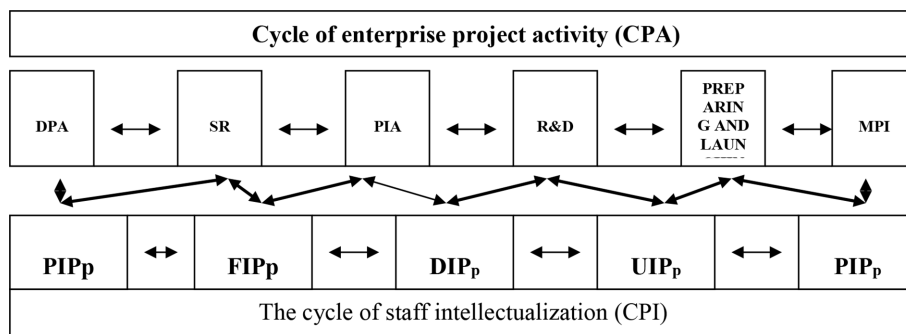 Cycle of enterprise project activity (CPA)
DPA
SR
PIA
R&D
PREP
ARIN
G AND
LAUN
MPI
PIPp
FIPp
DIPp
UIPp
PIPp
The cycle of staff intellectualization (CPI)